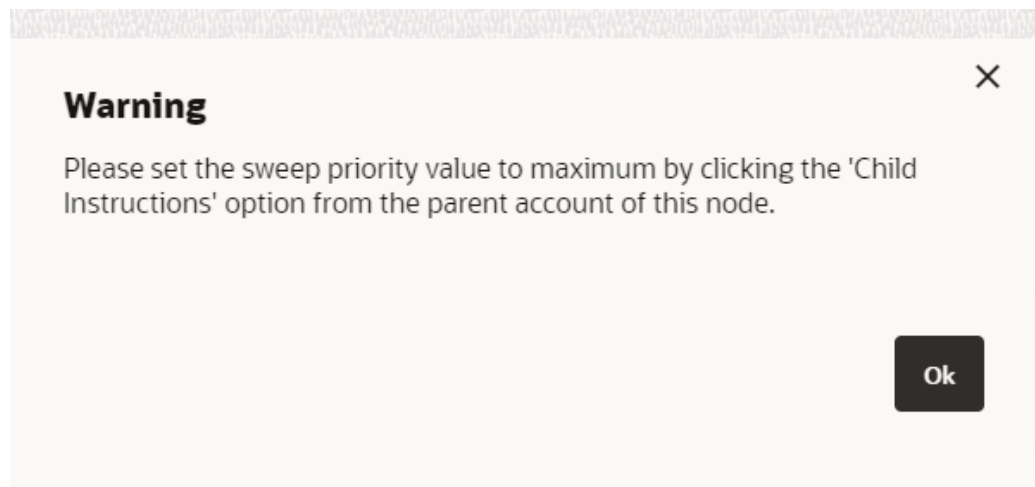 Warning
Please set the sweep priority value to maximum by clicking the 'Child
Instructions' option from the parent account of this node.
Ok